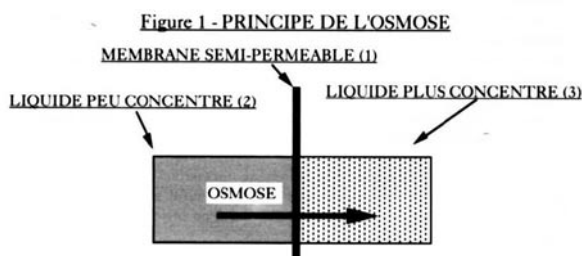 Figure 1 - PRINCIPE DE L'OSMOSE
MEMBRANE SEMI-PERMEABLE (1)
LIQUIDE PEU CONCENTRE (2)
LIQUIDE PLUS CONCENTRE (3)
OSMOSE